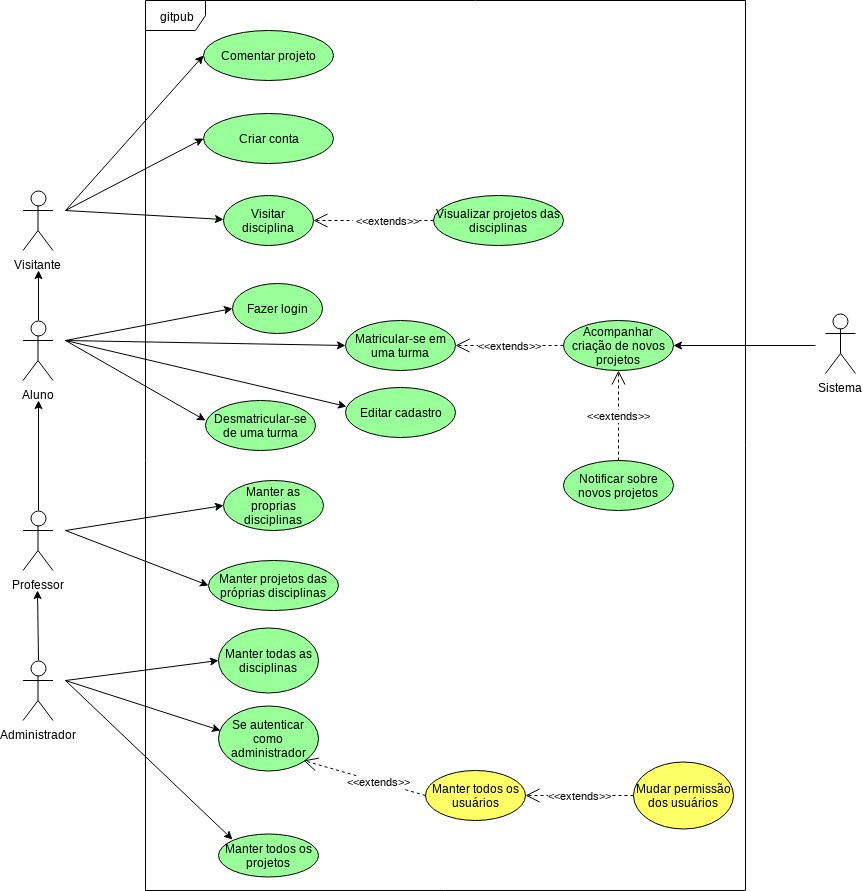 gitpub
Comentar projeto
Criar conta
Visitar
disciplina
<<extends>>
Visualizar projetos das
disciplinas
Visitante
Fazer login
Matricular-se em
uma turma
<<extends>>
Acompanhar
criação de novos
projetos
Sistema
Aluno
Editar cadastro
Desmatricular-se
de uma turma
<<extends>>
Notificar sobre
novos projetos
Manter as
proprias
disciplinas
Professor
Manter projetos das
próprias disciplinas
Manter todas as
disciplinas
Administrador
Se autenticar
como
administrador
<<extends>>
Manter todos os
usuários
<<extends>>
Mudar permissão
dos usuários
Manter todos os
projetos